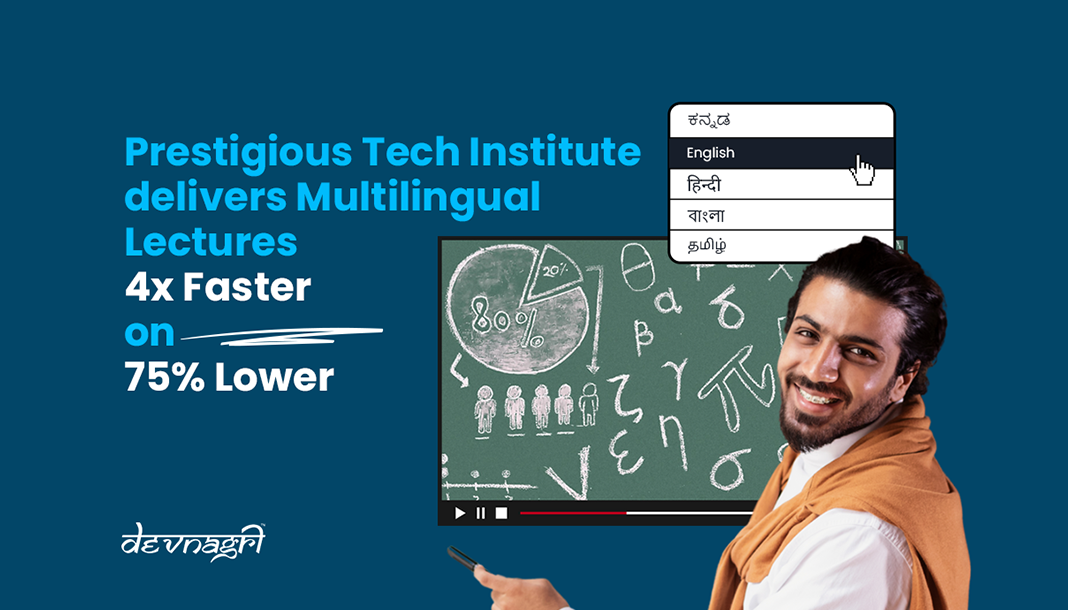 Prestigious Tech Institute
delivers Multilingual
Lectures
4x Faster
on
75% Lower
ಕನ್ನಡ
English
हिन्दी
বাংলা
தமிழ்
80%
20%
θ
α
δ
β
γ
π
ζ
ε
η
σ
√
devnagri